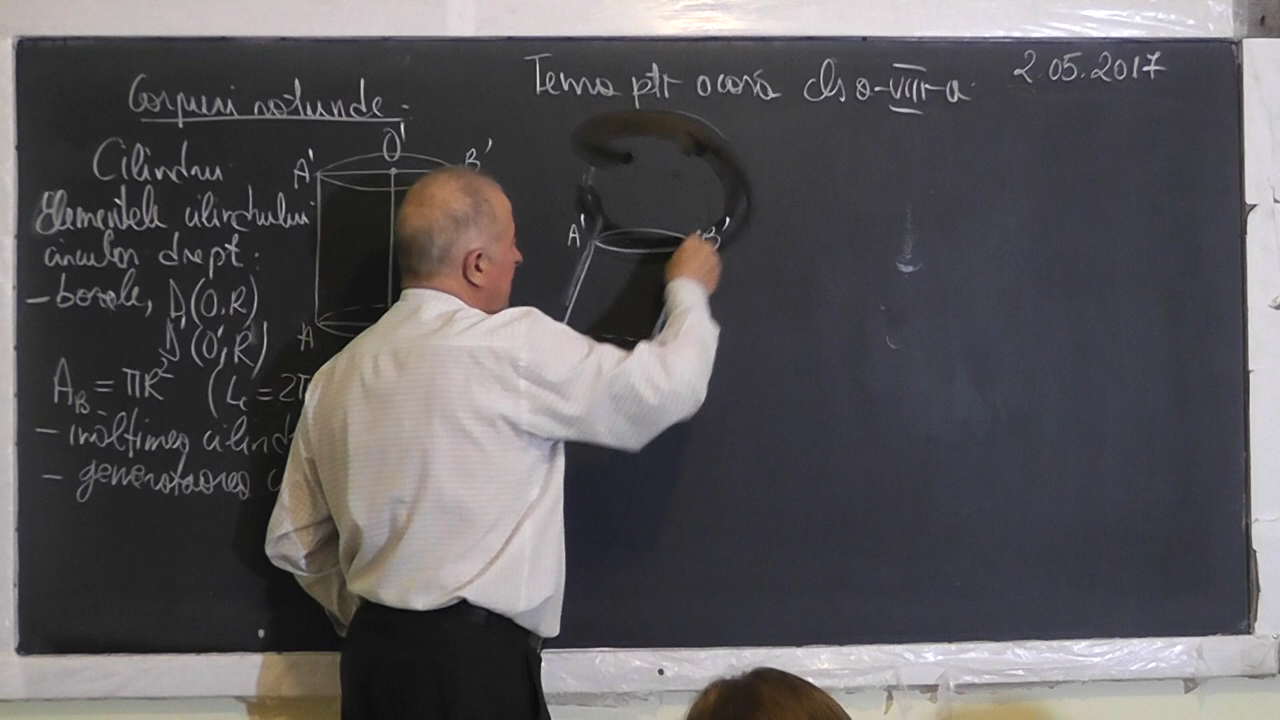 Tema ptr acasă cls a-VIII-a
2.05.2017
Corpuri rotunde.
Cilindru
Elementele cilindrului
circular drept:
- bazele, D(O,R)
D(O',R)
A_B = πR² (L_c = 2π
- înălțimea cilind
- generatoarea c
O'
A' B'
A
A' B'